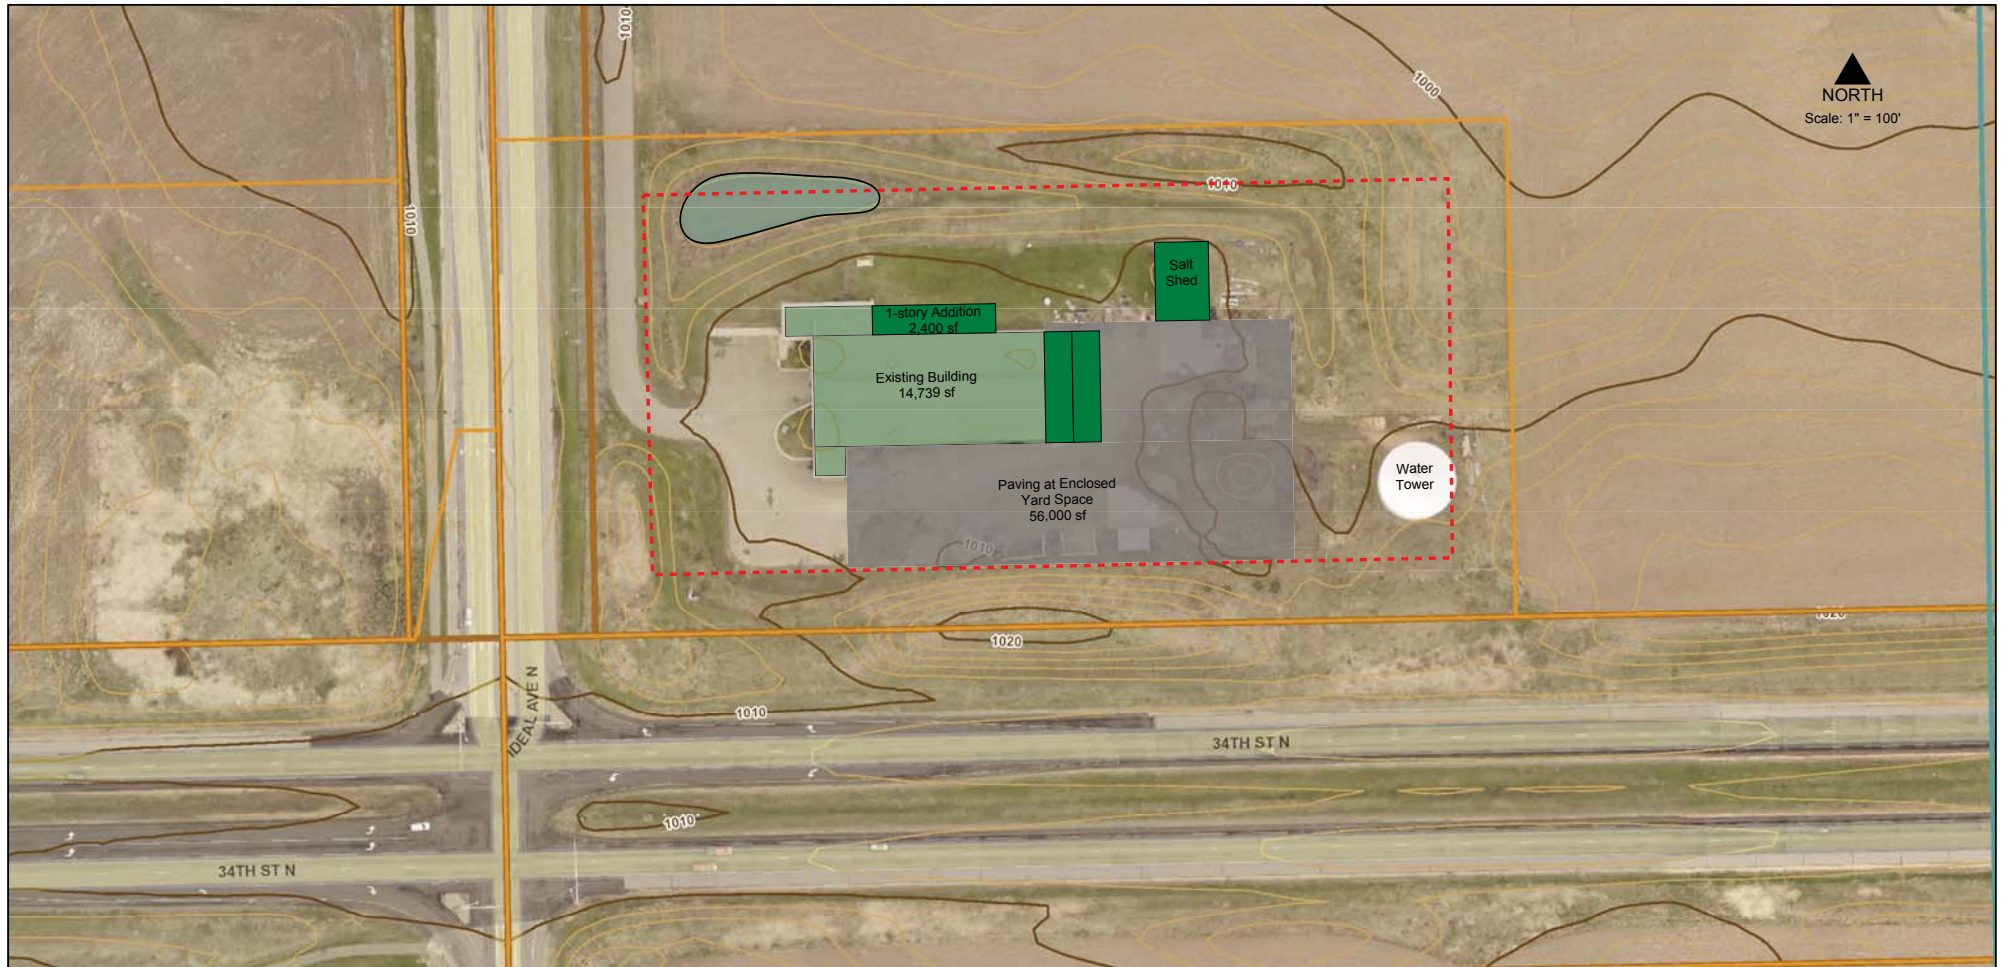 1010
1000
NORTH
Scale: 1" = 100'
1010
1010
Salt
Shed
1-story Addition
2,400 sf
Existing Building
14,739 sf
Water
Tower
Paving at Enclosed
Yard Space
56,000 sf
1010
1020
1020
IDEAL AVE N
1010
34TH ST N
1010
34TH ST N